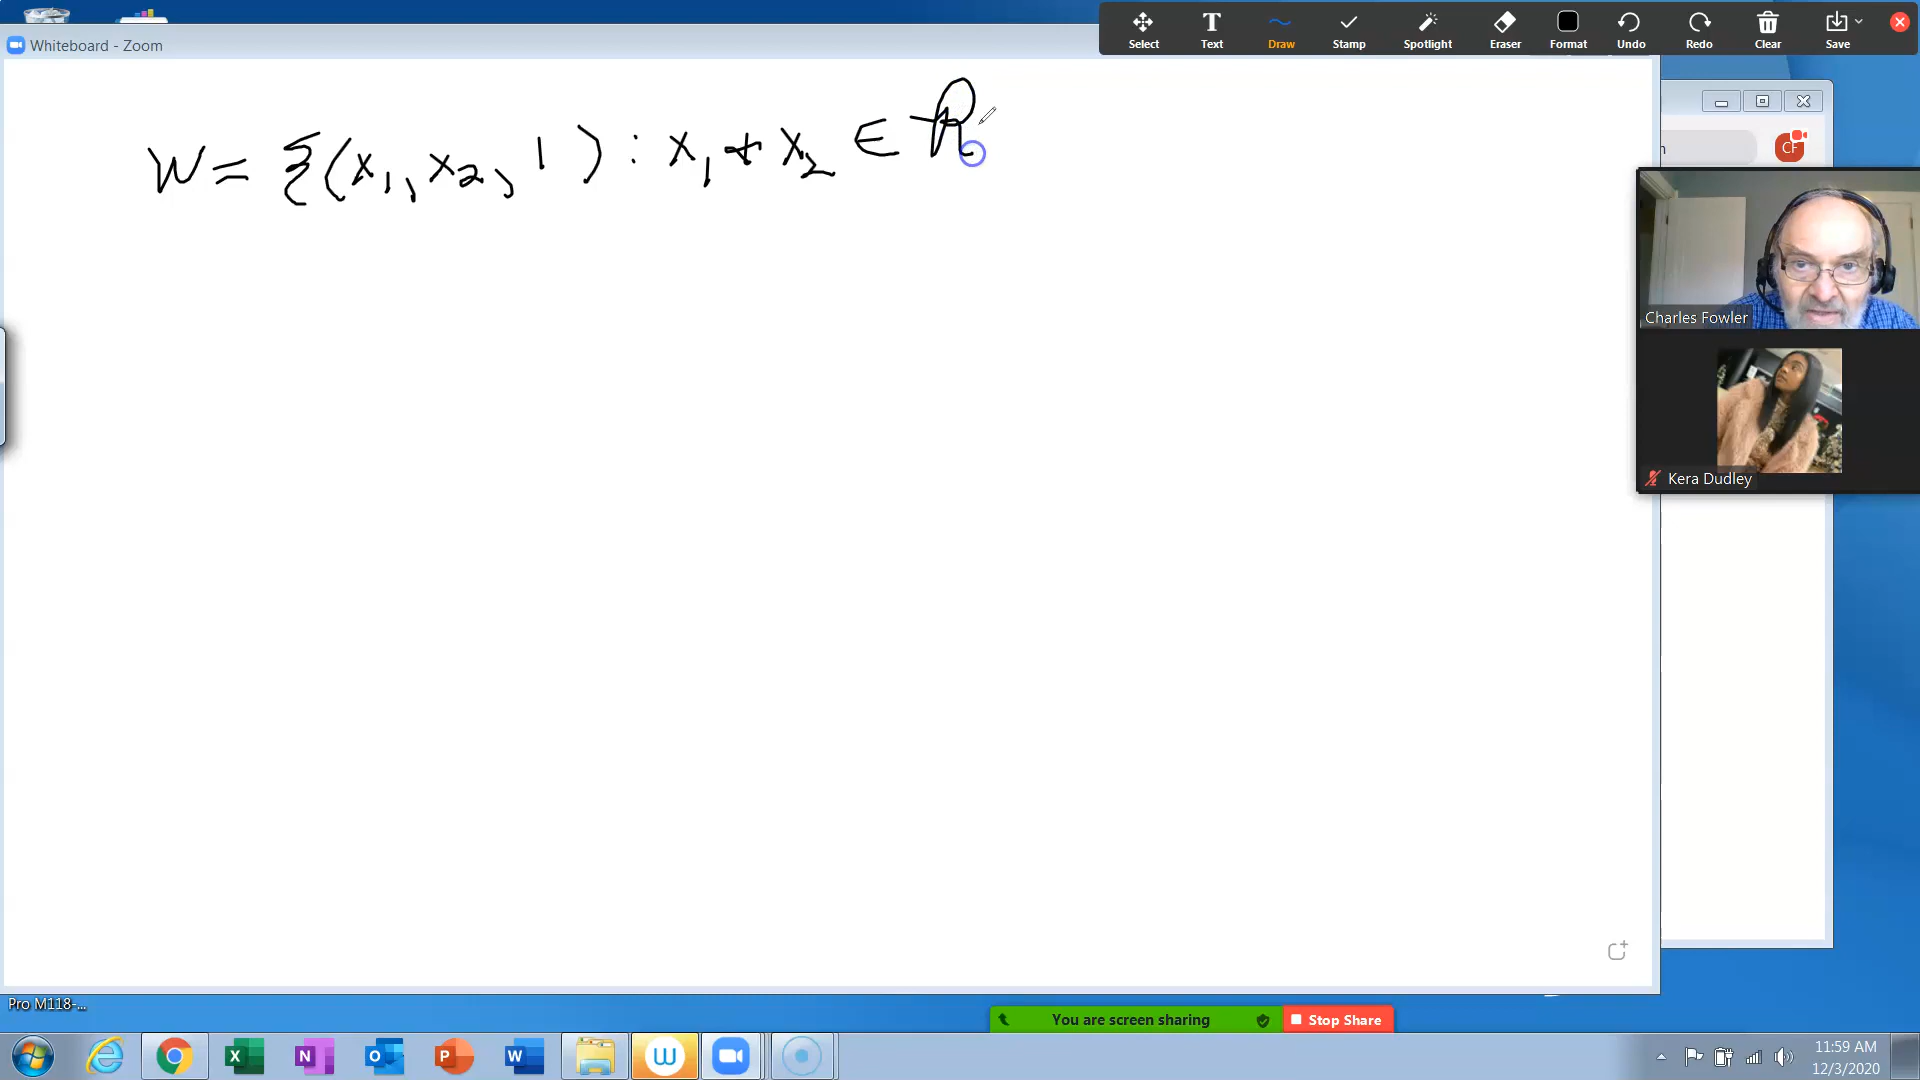 Whiteboard - Zoom
Select Text Draw Stamp Spotlight Eraser Format Undo Redo Clear Save
W = {(x₁, x₂, 1) : x₁ + x₂ ∈ R
n
CF
Charles Fowler
Kera Dudley
Pro M118-...
You are screen sharing
Stop Share
11:59 AM
12/3/2020